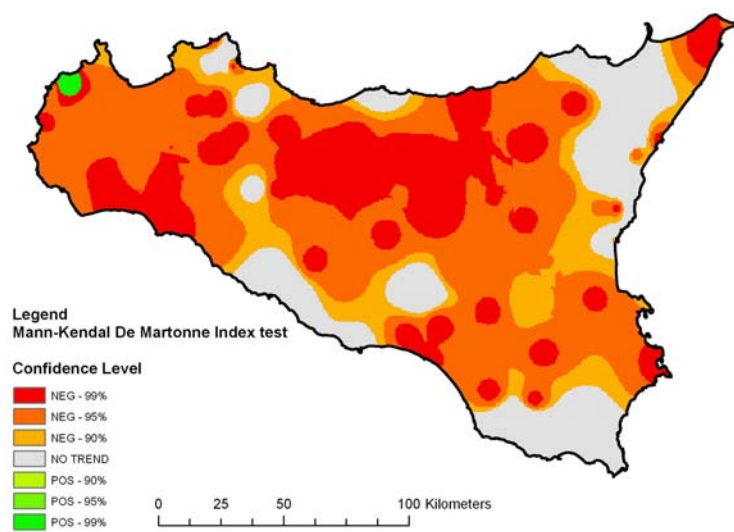 Legend
Mann-Kendal De Martonne Index test
Confidence Level
NEG - 99%
NEG - 95%
NEG - 90%
NO TREND
POS - 90%
POS - 95%
POS - 99%
0 25 50 100 Kilometers